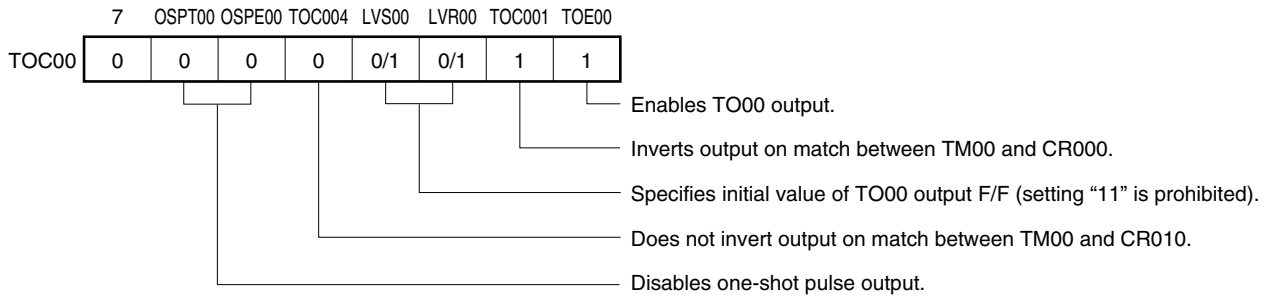 7 OSPT00 OSPE00 TOC004 LVS00 LVR00 TOC001 TOE00
TOC00 0 0 0 0 0/1 0/1 1 1
Enables TO00 output.
Inverts output on match between TM00 and CR000.
Specifies initial value of TO00 output F/F (setting “11” is prohibited).
Does not invert output on match between TM00 and CR010.
Disables one-shot pulse output.